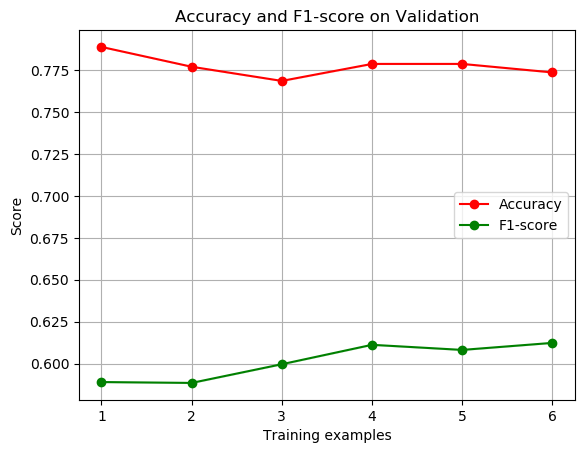 Accuracy and F1-score on Validation
Score
0.775
0.750
0.725
0.700
0.675
0.650
0.625
0.600
Accuracy
F1-score
1 2 3 4 5 6
Training examples